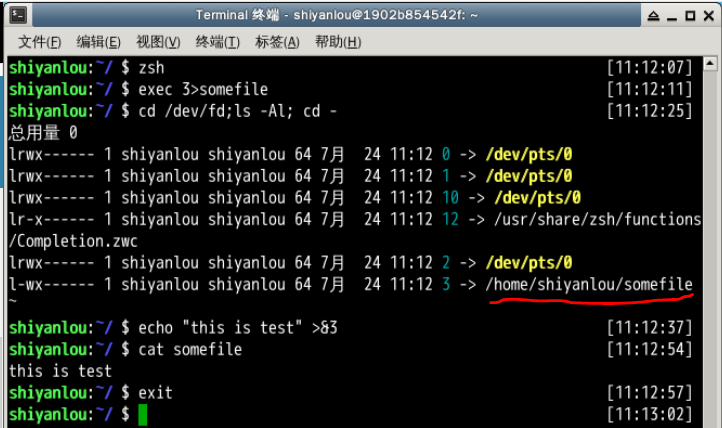 Terminal 终端 - shiyanlou@1902b854542f: ~
文件(F) 编辑(E) 视图(V) 终端(T) 标签(A) 帮助(H)
shiyanlou:~/ $ zsh [11:12:07]
shiyanlou:~/ $ exec 3>somefile [11:12:11]
shiyanlou:~/ $ cd /dev/fd;ls -Al; cd - [11:12:25]
总用量 0
lrwx------ 1 shiyanlou shiyanlou 64 7月 24 11:12 0 -> /dev/pts/0
lrwx------ 1 shiyanlou shiyanlou 64 7月 24 11:12 1 -> /dev/pts/0
lrwx------ 1 shiyanlou shiyanlou 64 7月 24 11:12 10 -> /dev/pts/0
lr-x------ 1 shiyanlou shiyanlou 64 7月 24 11:12 12 -> /usr/share/zsh/functions
/Completion.zwc
lrwx------ 1 shiyanlou shiyanlou 64 7月 24 11:12 2 -> /dev/pts/0
l-wx------ 1 shiyanlou shiyanlou 64 7月 24 11:12 3 -> /home/shiyanlou/somefile
~
shiyanlou:~/ $ echo "this is test" >&3 [11:12:37]
shiyanlou:~/ $ cat somefile [11:12:54]
this is test
shiyanlou:~/ $ exit [11:12:57]
shiyanlou:~/ $ [11:13:02]